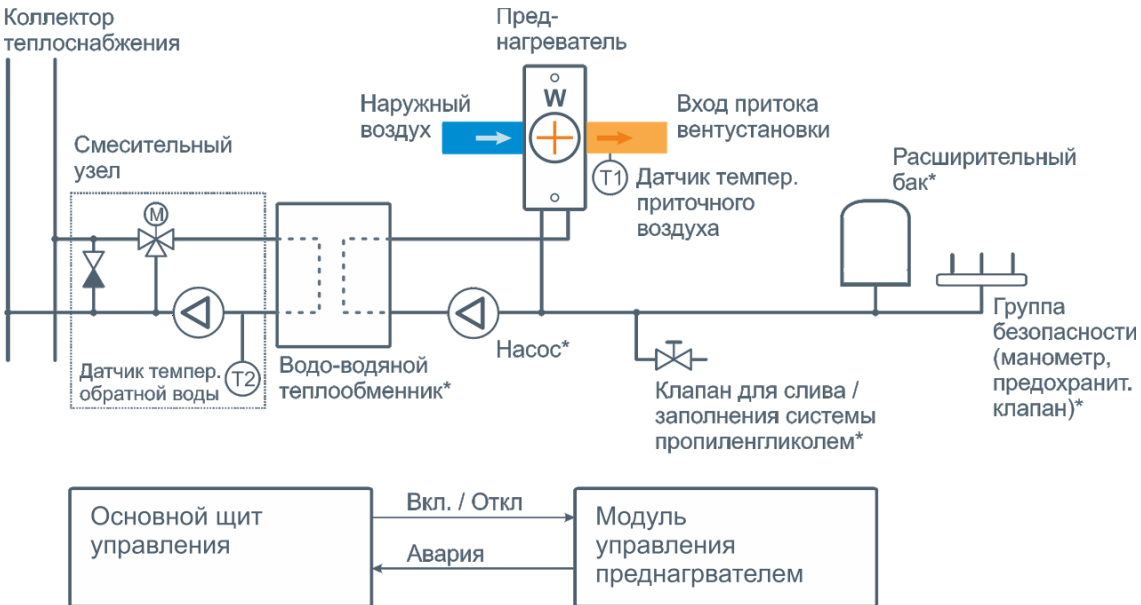 Коллектор
теплоснабжения
Пред-
нагреватель
W
Наружный
воздух
Вход притока
вентустановки
Смесительный
узел
M
T1
Датчик темпер.
приточного
воздуха
Расширительный
бак*
Датчик темпер.
обратной воды
T2
Водо-водяной
теплообменник*
Насос*
Клапан для слива /
заполнения системы
пропиленгликолем*
Группа
безопасности
(манометр,
предохранит.
клапан)*
Основной щит
управления
Вкл. / Откл
Авария
Модуль
управления
преднагрвателем